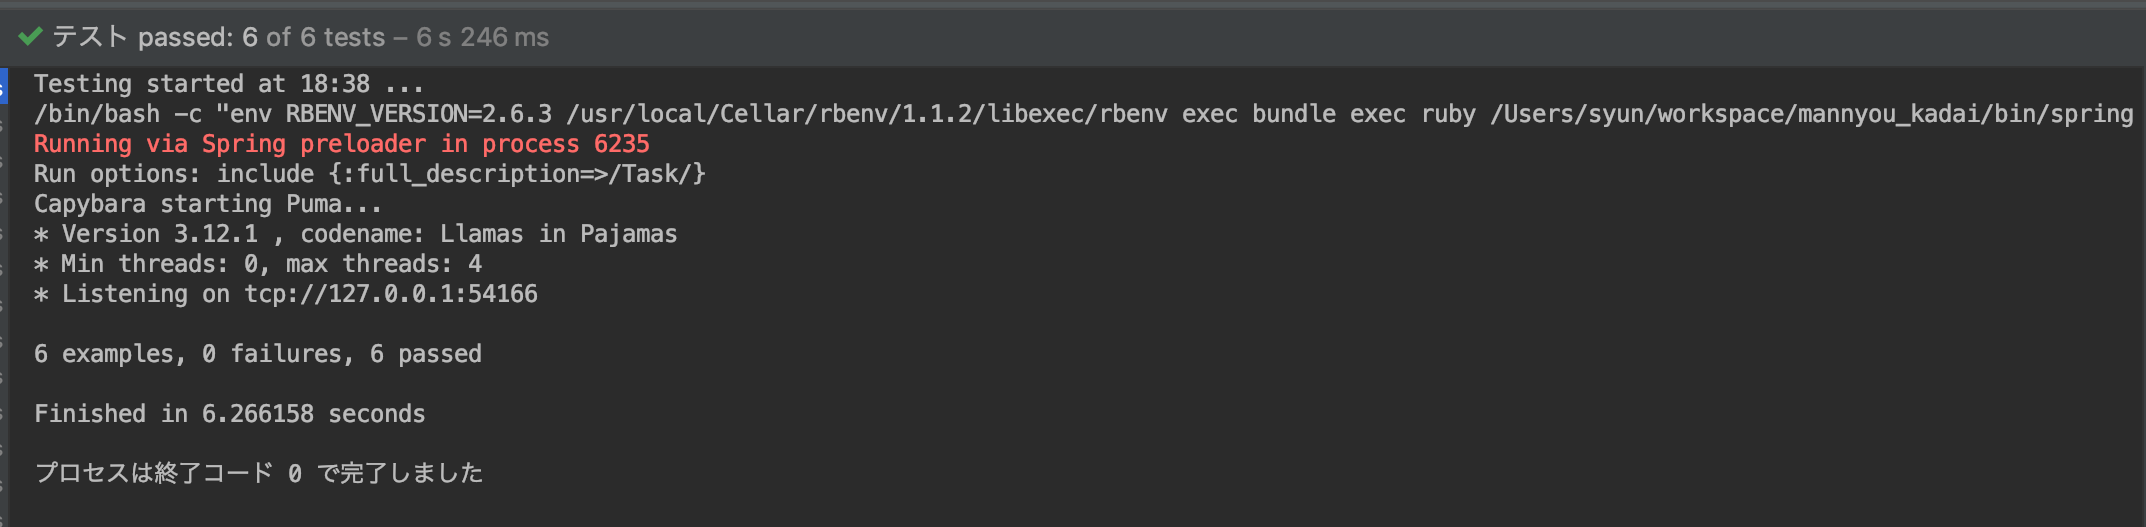 テスト passed: 6 of 6 tests – 6 s 246 ms
Testing started at 18:38 ...
/bin/bash -c "env RBENV_VERSION=2.6.3 /usr/local/Cellar/rbenv/1.1.2/libexec/rbenv exec bundle exec ruby /Users/syun/workspace/mannyou_kadai/bin/spring
Running via Spring preloader in process 6235
Run options: include {:full_description=>/Task/}
Capybara starting Puma...
* Version 3.12.1 , codename: Llamas in Pajamas
* Min threads: 0, max threads: 4
* Listening on tcp://127.0.0.1:54166
6 examples, 0 failures, 6 passed
Finished in 6.266158 seconds
プロセスは終了コード 0 で完了しました